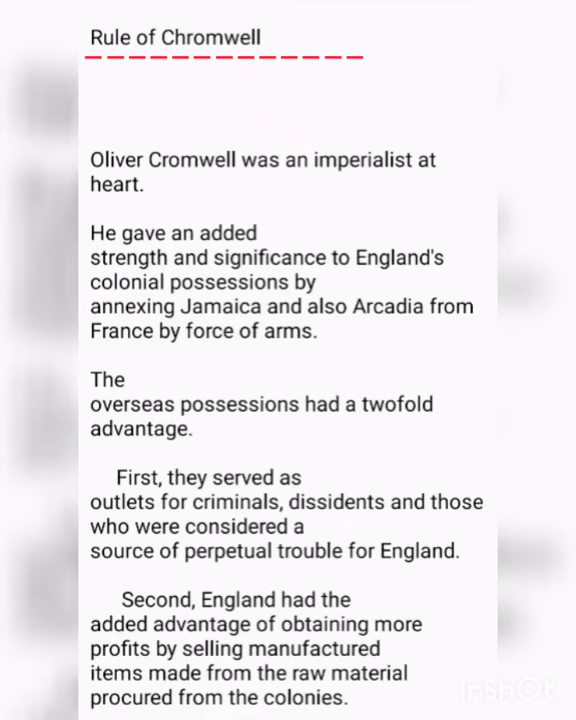 Rule of Chromwell
Oliver Cromwell was an imperialist at
heart.
He gave an added
strength and significance to England's
colonial possessions by
annexing Jamaica and also Arcadia from
France by force of arms.
The
overseas possessions had a twofold
advantage.
First, they served as
outlets for criminals, dissidents and those
who were considered a
source of perpetual trouble for England.
Second, England had the
added advantage of obtaining more
profits by selling manufactured
items made from the raw material
procured from the colonies.
InShOt